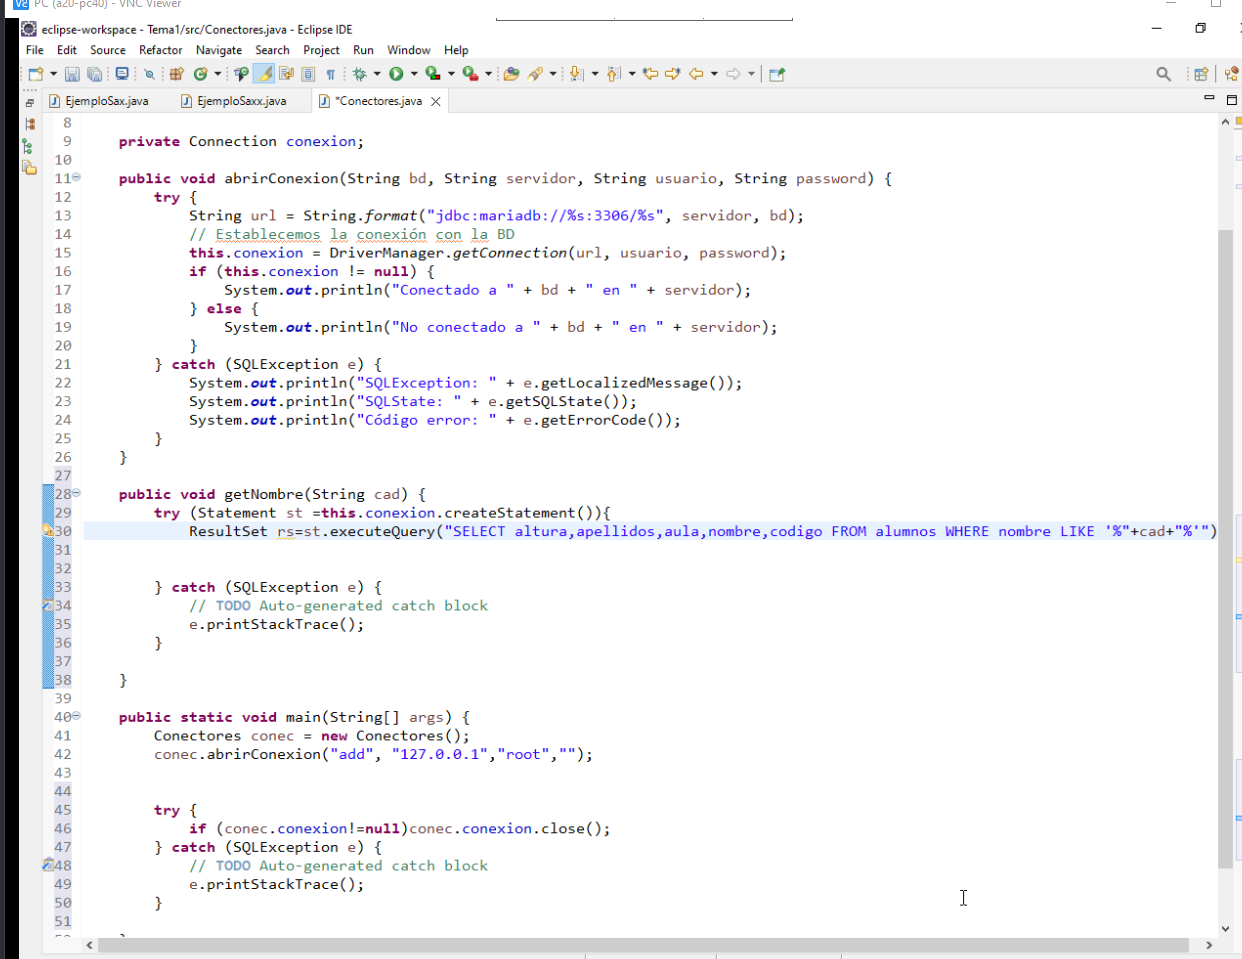 V2 PC (a20-pc40) - VNC Viewer
eclipse-workspace - Tema1/src/Conectores.java - Eclipse IDE
File Edit Source Refactor Navigate Search Project Run Window Help
EjemploSax.java EjemploSaxx.java *Conectores.java
8
9 private Connection conexion;
10
11 public void abrirConexion(String bd, String servidor, String usuario, String password) {
12 try {
13 String url = String.format("jdbc:mariadb://%s:3306/%s", servidor, bd);
14 // Establecemos la conexión con la BD
15 this.conexion = DriverManager.getConnection(url, usuario, password);
16 if (this.conexion != null) {
17 System.out.println("Conectado a " + bd + " en " + servidor);
18 } else {
19 System.out.println("No conectado a " + bd + " en " + servidor);
20 }
21 } catch (SQLException e) {
22 System.out.println("SQLException: " + e.getLocalizedMessage());
23 System.out.println("SQLState: " + e.getSQLState());
24 System.out.println("Código error: " + e.getErrorCode());
25 }
26 }
27
28 public void getNombre(String cad) {
29 try (Statement st =this.conexion.createStatement()){
30 ResultSet rs=st.executeQuery("SELECT altura,apellidos,aula,nombre,codigo FROM alumnos WHERE nombre LIKE '%"+cad+"%'")
31
32
33 } catch (SQLException e) {
34 // TODO Auto-generated catch block
35 e.printStackTrace();
36 }
37
38 }
39
40 public static void main(String[] args) {
41 Conectores conec = new Conectores();
42 conec.abrirConexion("add", "127.0.0.1","root","");
43
44
45 try {
46 if (conec.conexion!=null)conec.conexion.close();
47 } catch (SQLException e) {
48 // TODO Auto-generated catch block
49 e.printStackTrace();
50 }
51